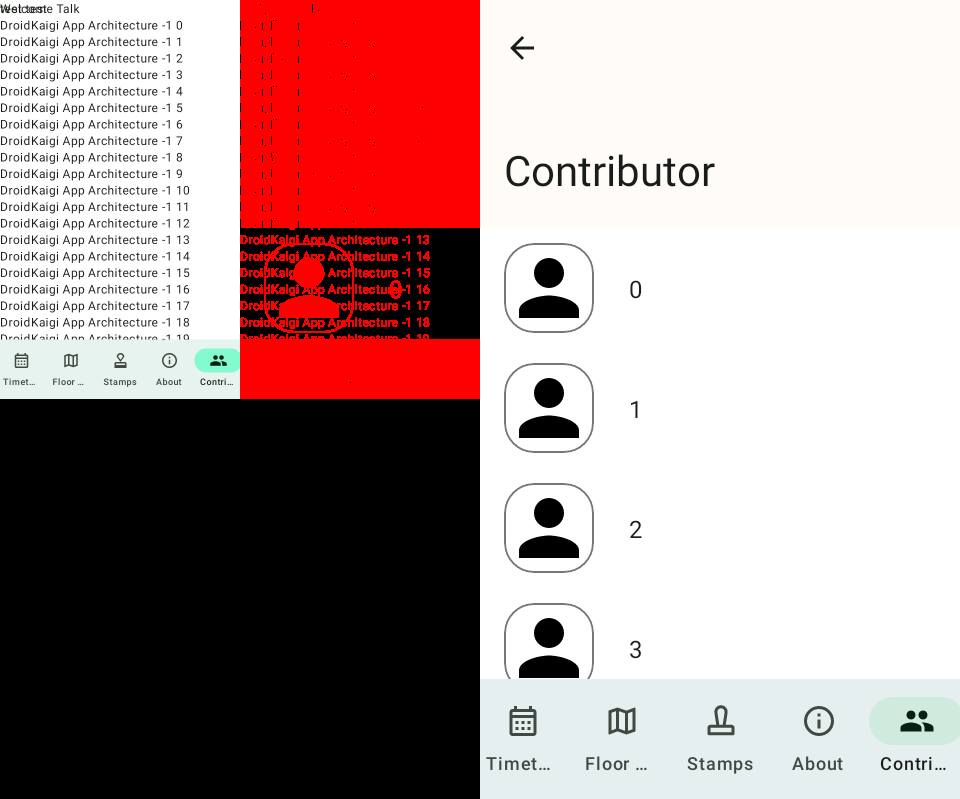 Welcome Talk
DroidKaigi App Architecture -1 0
DroidKaigi App Architecture -1 1
DroidKaigi App Architecture -1 2
DroidKaigi App Architecture -1 3
DroidKaigi App Architecture -1 4
DroidKaigi App Architecture -1 5
DroidKaigi App Architecture -1 6
DroidKaigi App Architecture -1 7
DroidKaigi App Architecture -1 8
DroidKaigi App Architecture -1 9
DroidKaigi App Architecture -1 10
DroidKaigi App Architecture -1 11
DroidKaigi App Architecture -1 12
DroidKaigi App Architecture -1 13
DroidKaigi App Architecture -1 14
DroidKaigi App Architecture -1 15
DroidKaigi App Architecture -1 16
DroidKaigi App Architecture -1 17
DroidKaigi App Architecture -1 18
DroidKaigi App Architecture -1 19
Timet... Floor ... Stamps About Contri...
DroidKaigi App Architecture -1 13
DroidKaigi App Architecture -1 14
DroidKaigi App Architecture -1 15
DroidKaigi App Architecture -1 16
0
DroidKaigi App Architecture -1 17
DroidKaigi App Architecture -1 18
DroidKaigi App Architecture -1 19
Contributor
0
1
2
3
Timet... Floor ... Stamps About Contri...